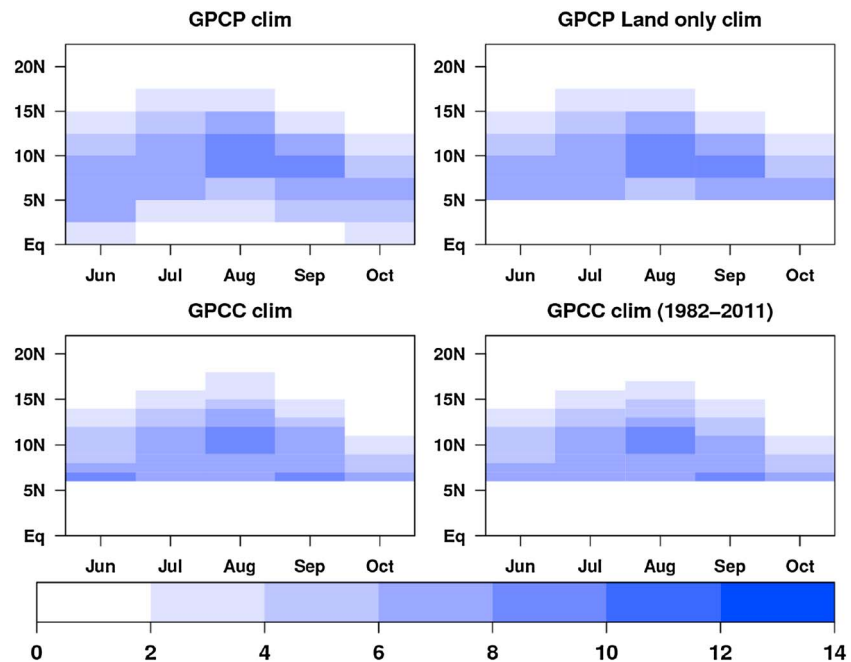 GPCP clim
GPCP Land only clim
20N
15N
10N
5N
Eq
Jun Jul Aug Sep Oct
20N
15N
10N
5N
Eq
Jun Jul Aug Sep Oct
GPCC clim
GPCC clim (1982–2011)
20N
15N
10N
5N
Eq
Jun Jul Aug Sep Oct
20N
15N
10N
5N
Eq
Jun Jul Aug Sep Oct
0 2 4 6 8 10 12 14